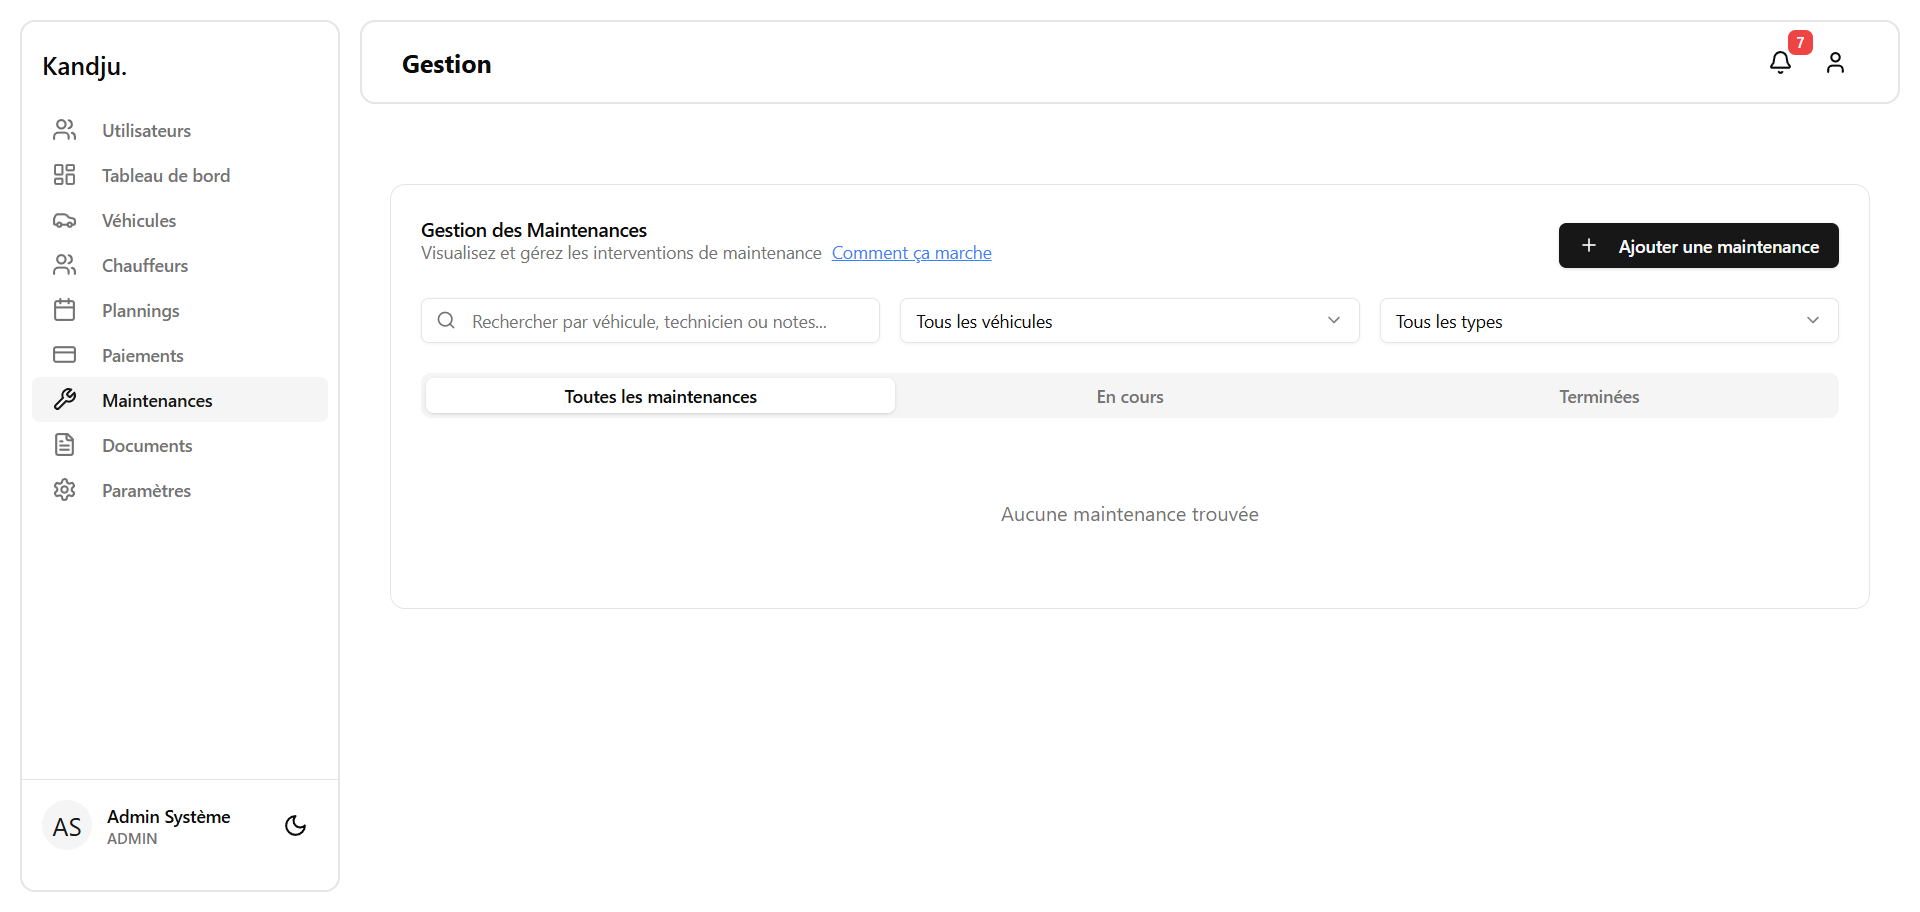 Kandju.
Utilisateurs
Tableau de bord
Véhicules
Chauffeurs
Plannings
Paiements
Maintenances
Documents
Paramètres
AS
Admin Système
ADMIN
Gestion
7
Gestion des Maintenances
Visualisez et gérez les interventions de maintenance Comment ça marche
Ajouter une maintenance
Rechercher par véhicule, technicien ou notes...
Tous les véhicules
Tous les types
Toutes les maintenances
En cours
Terminées
Aucune maintenance trouvée